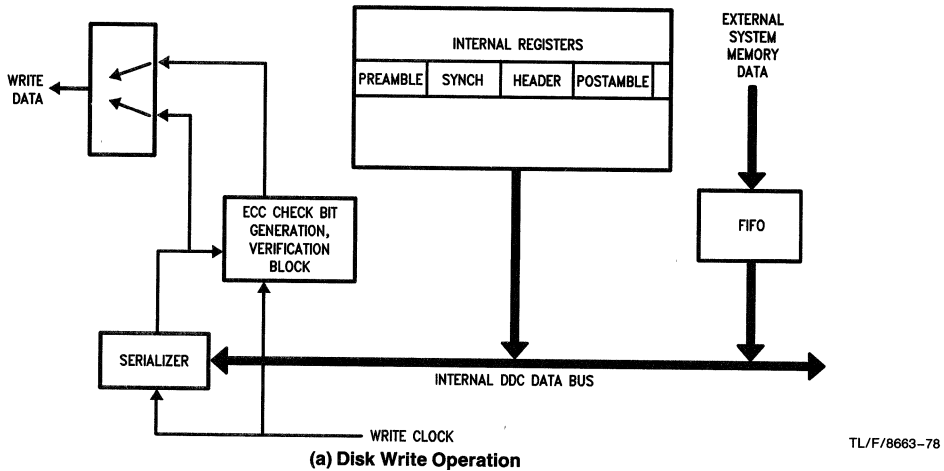 EXTERNAL
SYSTEM
MEMORY
DATA
INTERNAL REGISTERS
PREAMBLE SYNCH HEADER POSTAMBLE
WRITE
DATA
ECC CHECK BIT
GENERATION,
VERIFICATION
BLOCK
FIFO
SERIALIZER
INTERNAL DDC DATA BUS
WRITE CLOCK
TL/F/8663-78
(a) Disk Write Operation